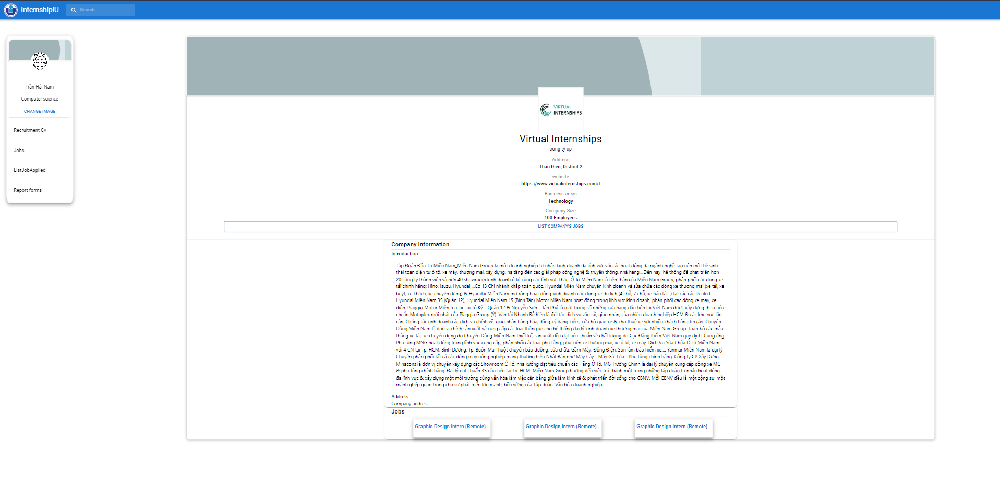 InternshipIU
Search…
Trần Hải Nam
Computer science
CHANGE IMAGE
Recruitment Cv
Jobs
ListJobApplied
Report forms
VIRTUAL
INTERNSHIPS
Virtual Internships
cong ty cp
Address
Thao Dien, District 2
website
https://www.virtualinternships.com/I
Business areas
Technology
Company Size
100 Employees
LIST COMPANY'S JOBS
Company Information
Introduction
Tập Đoàn Đầu Tư Miền Nam_Miền Nam Group là một doanh nghiệp tư nhân kinh doanh đa lĩnh vực với các hoạt động đa ngành nghề tạo nên một hệ sinh
thái toàn diện từ ô tô, xe máy, thương mại, xây dựng, hạ tầng đến các giải pháp công nghệ & truyền thông, nhà hàng,...Đến nay, hệ thống đã phát triển hơn
20 công ty thành viên và hơn 40 showroom kinh doanh ô tô cùng các lĩnh vực khác. Ô Tô Miền Nam là tiền thân của Miền Nam Group, phân phối các dòng xe
tải chính hãng: Hino, Isuzu, Hyundai,...Có 13 Chi nhánh khắp toàn quốc. Hyundai Miền Nam chuyên kinh doanh và sửa chữa các dòng xe thương mại (xe tải, xe
buýt, xe khách, xe chuyên dùng) & Hyundai Miền Nam mở rộng hoạt động kinh doanh các dòng xe du lịch (4 chỗ, 7 chỗ, xe bán tải...) tại các các Dealed
Hyundai Miền Nam 3S (Quận 12), Hyundai Miền Nam 1S (Bình Tân) Motor Miền Nam hoạt động trong lĩnh vực kinh doanh, phân phối các dòng xe máy, xe
điện. Piaggio Motor Miền tọa lạc tại Tô Ký – Quận 12 & Nguyễn Sơn – Tân Phú là một trong số những cửa hàng đầu tiên tại Việt Nam được xây dựng theo tiêu
chuẩn Motoplex mới nhất của Piaggio Group (Ý). Vận tải Nhanh Rẻ hiện là đối tác dịch vụ vận tải, giao nhận, của nhiều doanh nghiệp HCM & các khu vực lân
cận. Chúng tôi kinh doanh các dịch vụ chính về: giao nhận hàng hóa, đăng ký đăng kiểm, cứu hộ giao xe & cho thuê xe với nhiều khách hàng tin cậy. Chuyên
Dùng Miền Nam là đơn vị chính sản xuất và cung cấp các loại thùng xe cho hệ thống đại lý kinh doanh xe thương mại của Miền Nam Group. Toàn bộ các mẫu
thùng xe tải, xe chuyên dụng do Chuyên Dùng Miền Nam thiết kế, sản xuất đều đạt tiêu chuẩn về chất lượng do Cục Đăng Kiểm Việt Nam quy định. Cung ứng
Phụ tùng MNG hoạt động trong lĩnh vực cung cấp, phân phối các loại phụ tùng, phụ kiện xe thương mại, xe ô tô, xe máy. Dịch Vụ Sửa Chữa Ô Tô Miền Nam
với 4 CN tại Tp. HCM, Bình Dương, Tp. Buôn Ma Thuột chuyên bảo dưỡng, sửa chữa, Gầm Máy, Đồng Điện, Sơn làm bảo hiểm xe,... Yanmar Miền Nam là đại lý
Chuyên phân phối tất cả các dòng máy nông nghiệp mang thương hiệu Nhật Bản như Máy Cày - Máy Gặt Lúa - Phụ tùng chính hãng. Công ty CP Xây Dựng
Minacons là đơn vị chuyên xây dựng các Showroom Ô Tô, nhà xưởng đạt tiêu chuẩn các Hãng Ô Tô. MG Trường Chinh là đại lý chuyên cung cấp dòng xe MG
& phụ tùng chính hãng. Đại lý đạt chuẩn 3S đầu tiên tại Tp. HCM. Miền Nam Group hướng đến việc trở thành một trong những tập đoàn tư nhân hoạt động
đa lĩnh vực & xây dựng một môi trường cùng văn hóa làm việc cân bằng giữa làm kinh tế & phát triển đời sống cho CBNV. Mỗi CBNV đều là một cộng sự, một
mảnh ghép quan trọng cho sự phát triển lớn mạnh, bền vững của Tập đoàn. Văn hóa doanh nghiệp
Address:
Company address
Jobs
Graphic Design Intern (Remote)
Graphic Design Intern (Remote)
Graphic Design Intern (Remote)